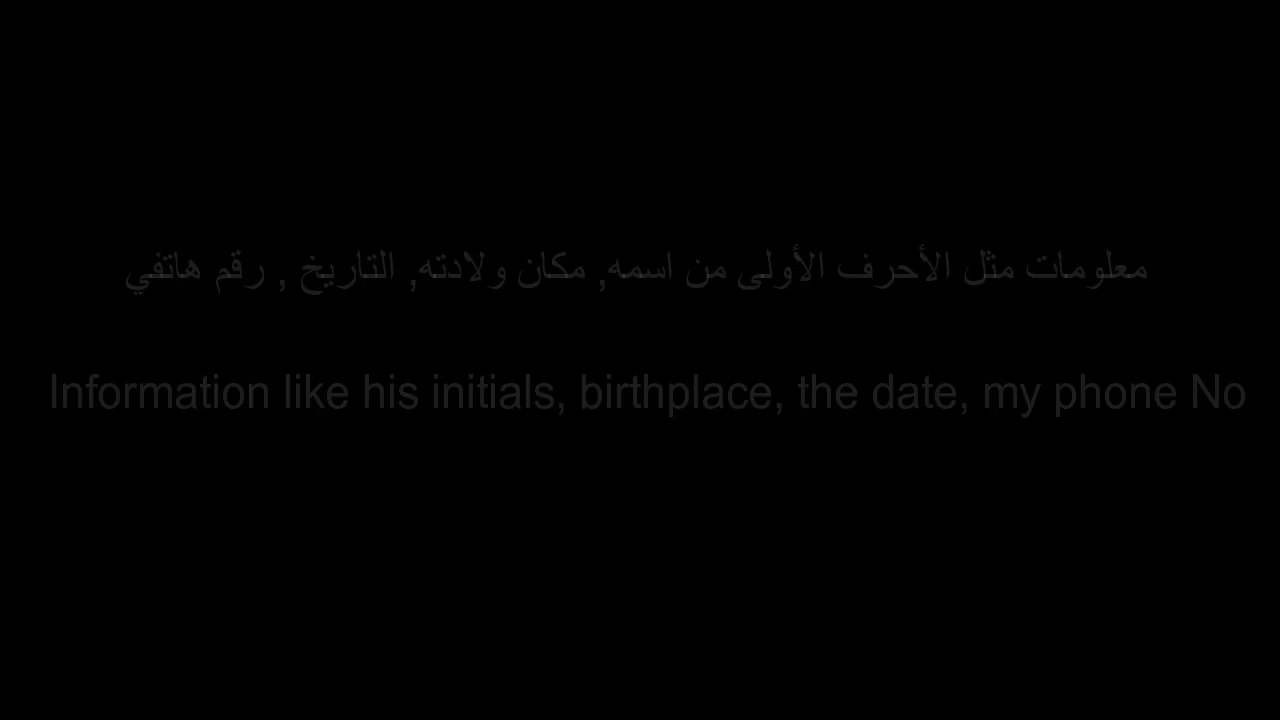 معلومات مثل الأحرف الأولى من اسمه, مكان ولادته, التاريخ , رقم هاتفي
Information like his initials, birthplace, the date, my phone No